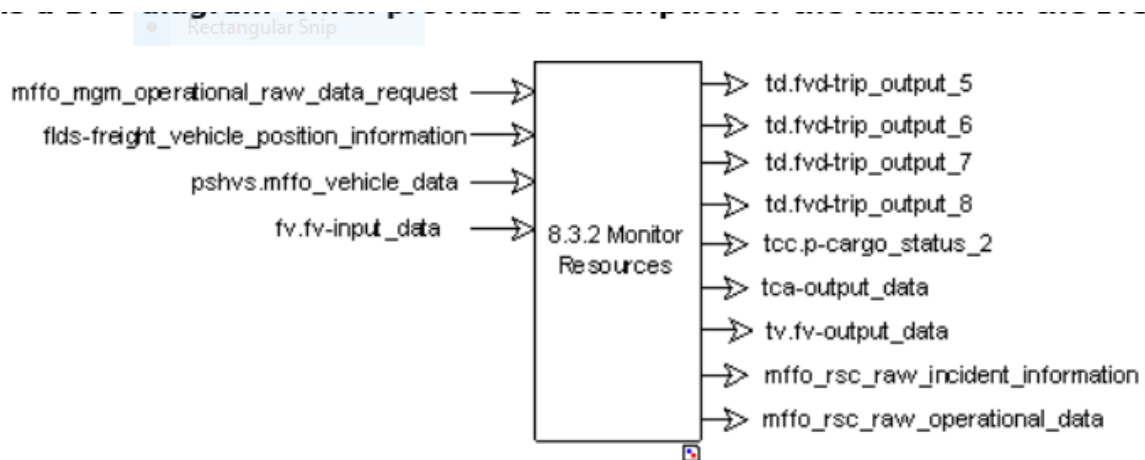 Rectangular Snip
mffo_mgm_operational_raw_data_request
flds-freight_vehicle_position_information
pshvs.mffo_vehicle_data
fv.fv-input_data
8.3.2 Monitor
Resources
td.fvd-trip_output_5
td.fvd-trip_output_6
td.fvd-trip_output_7
td.fvd-trip_output_8
tcc.p-cargo_status_2
tca-output_data
tv.fv-output_data
mffo_rsc_raw_incident_information
mffo_rsc_raw_operational_data